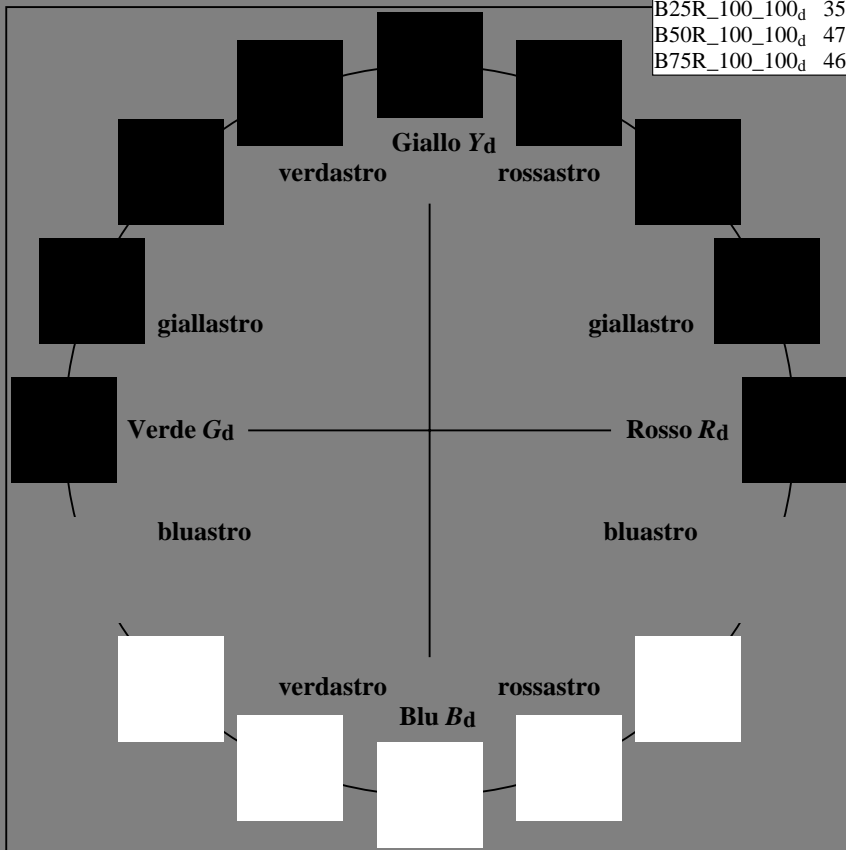 B25R_100_100d 35
B50R_100_100d 47
B75R_100_100d 46
Giallo Yd
verdastro rossastro
giallastro giallastro
Verde Gd Rosso Rd
bluastro bluastro
verdastro rossastro
Blu Bd